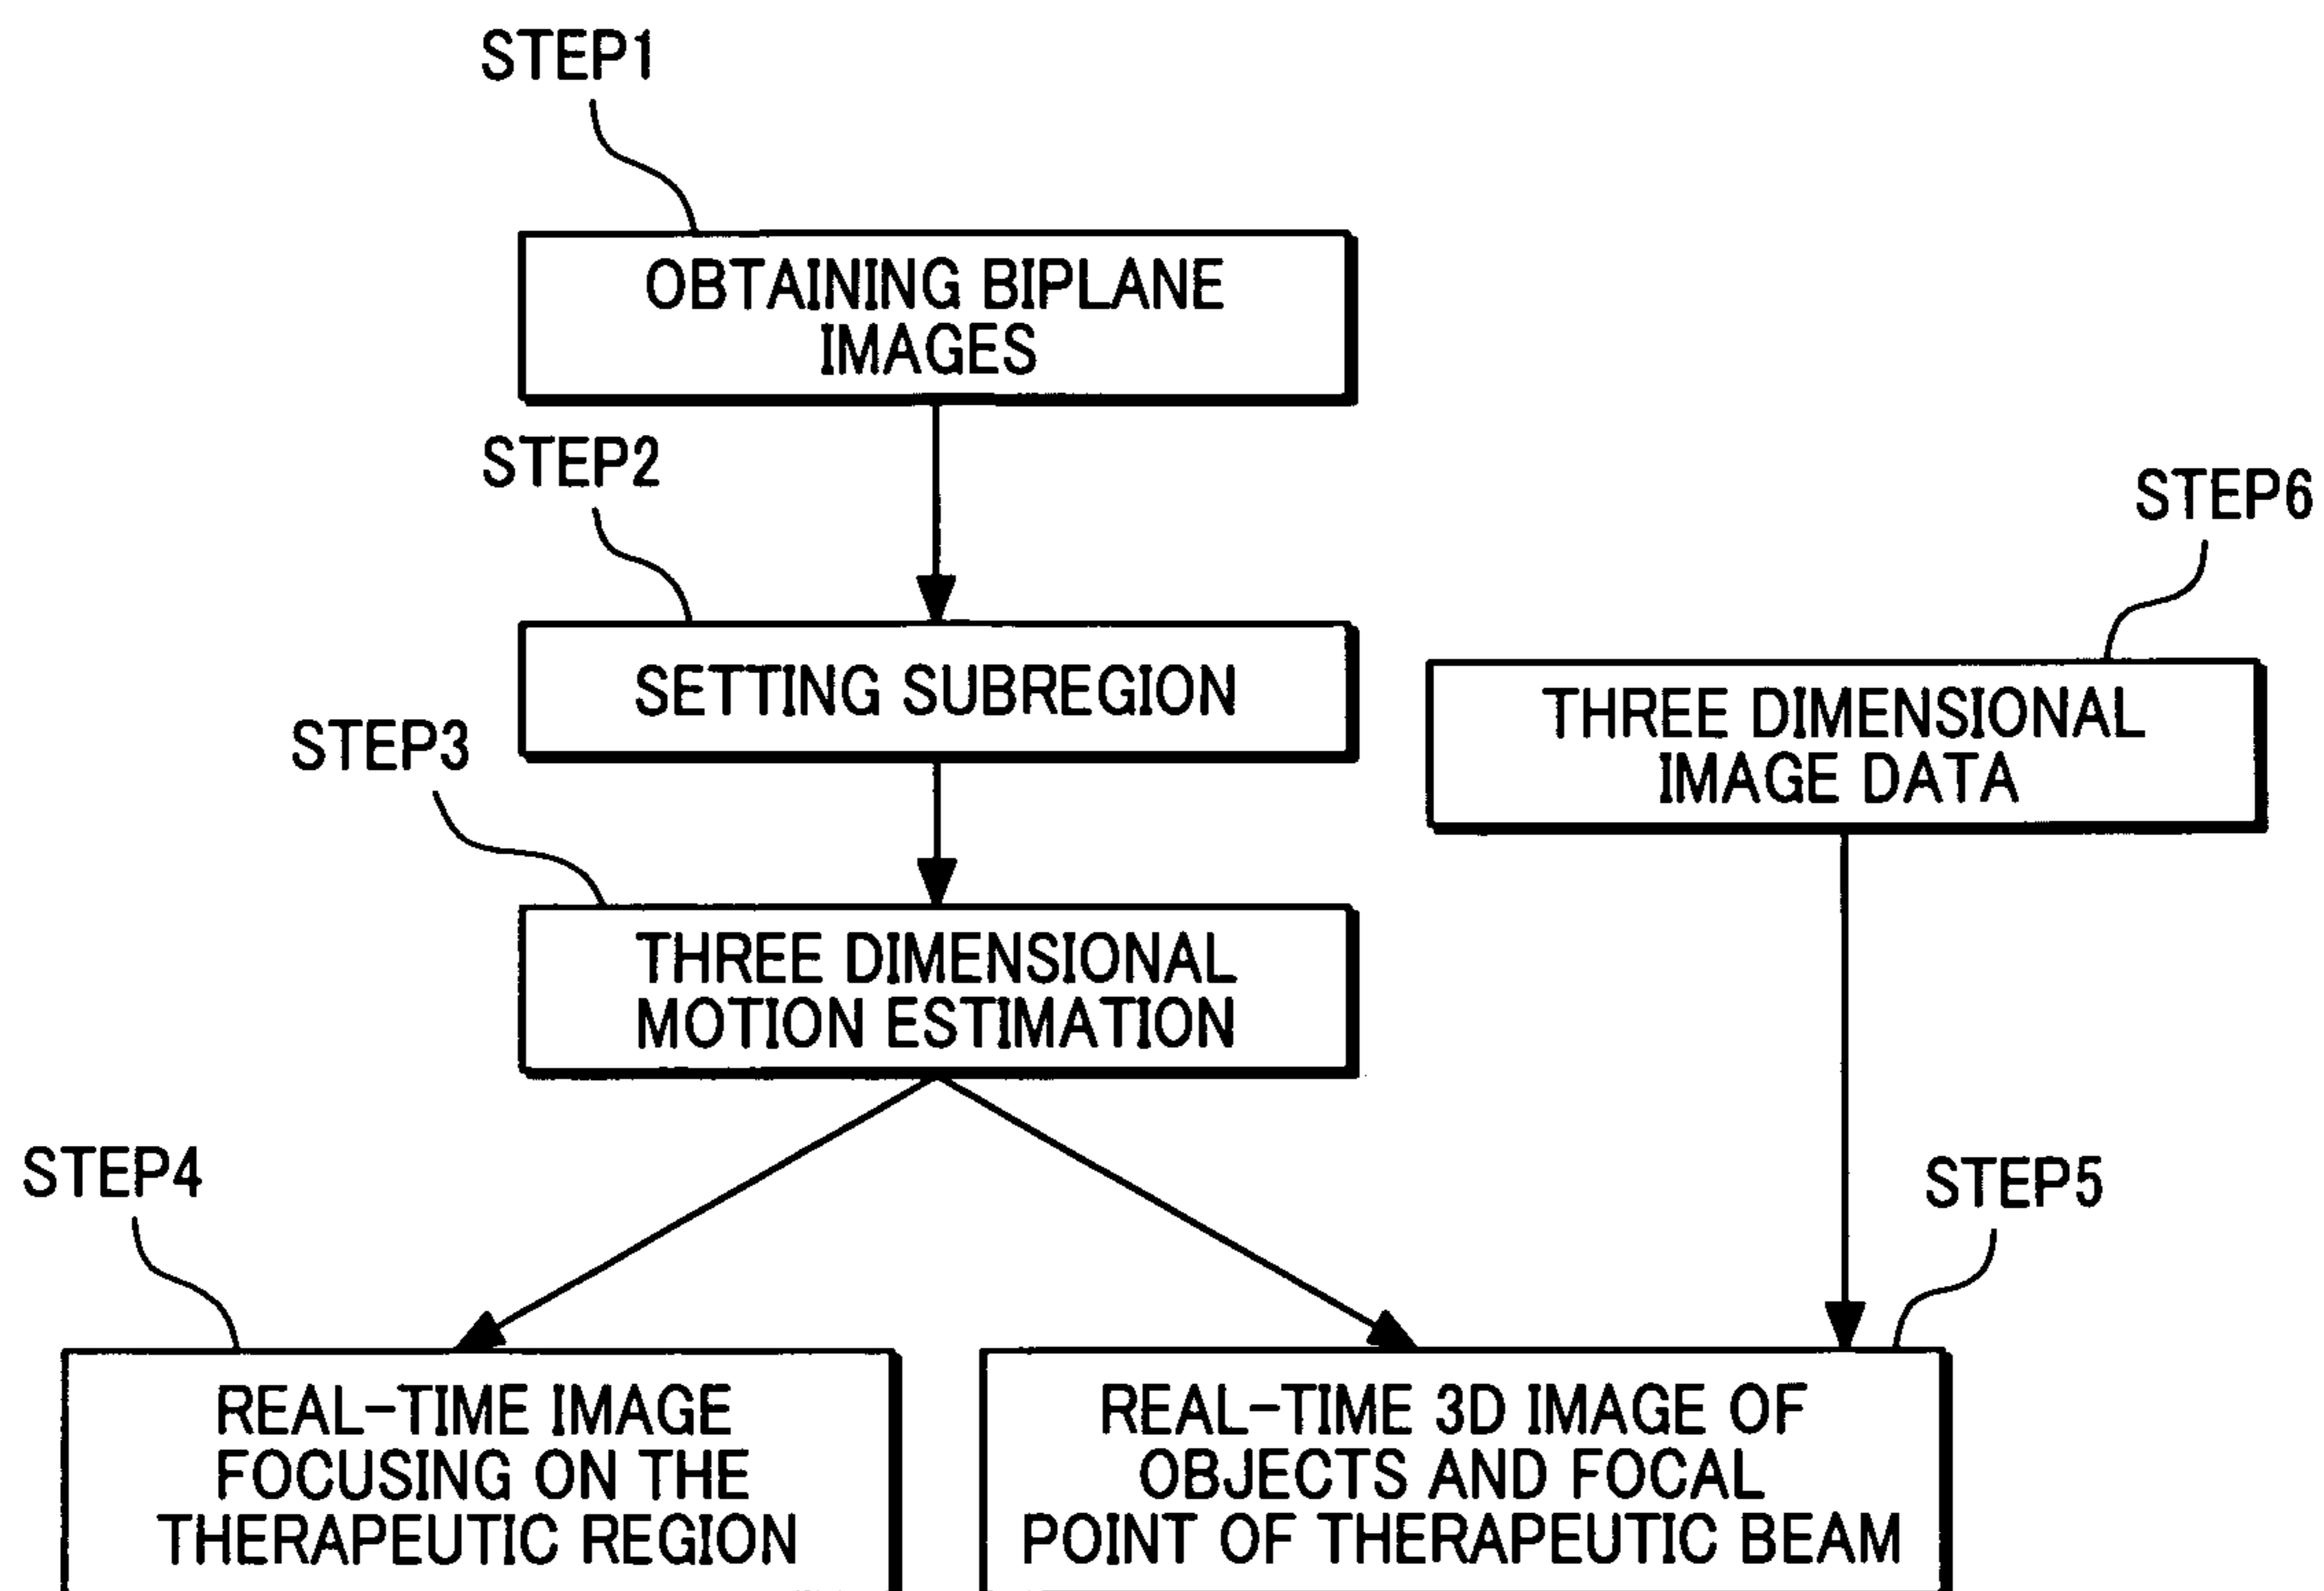 STEP1
OBTAINING BIPLANE
IMAGES
STEP2
SETTING SUBREGION
STEP6
THREE DIMENSIONAL
IMAGE DATA
STEP3
THREE DIMENSIONAL
MOTION ESTIMATION
STEP4
REAL-TIME IMAGE
FOCUSING ON THE
THERAPEUTIC REGION
STEP5
REAL-TIME 3D IMAGE OF
OBJECTS AND FOCAL
POINT OF THERAPEUTIC BEAM